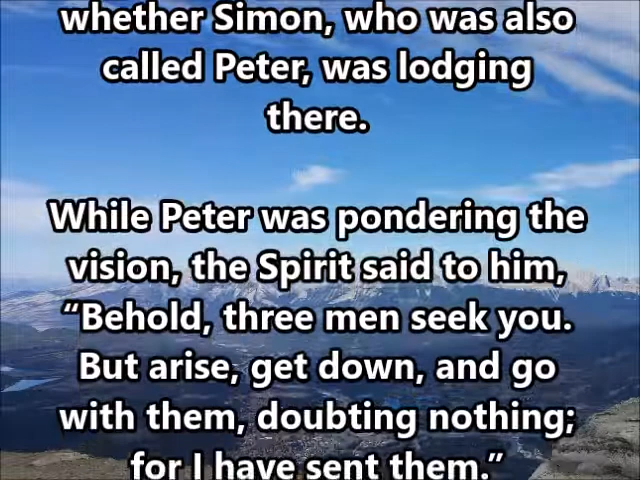 whether Simon, who was also
called Peter, was lodging
there.
While Peter was pondering the
vision, the Spirit said to him,
“Behold, three men seek you.
But arise, get down, and go
with them, doubting nothing;
for I have sent them.”